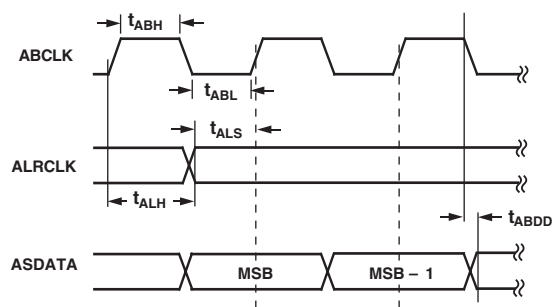 tABH
ABCLK
tABL
tALS
ALRCLK
tALH
tABDD
ASDATA
MSB
MSB – 1